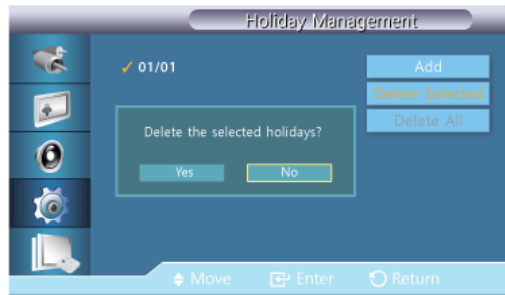 Holiday Management
01/01
Add
Delete Selected
Delete All
Delete the selected holidays?
Yes No
Move Enter Return